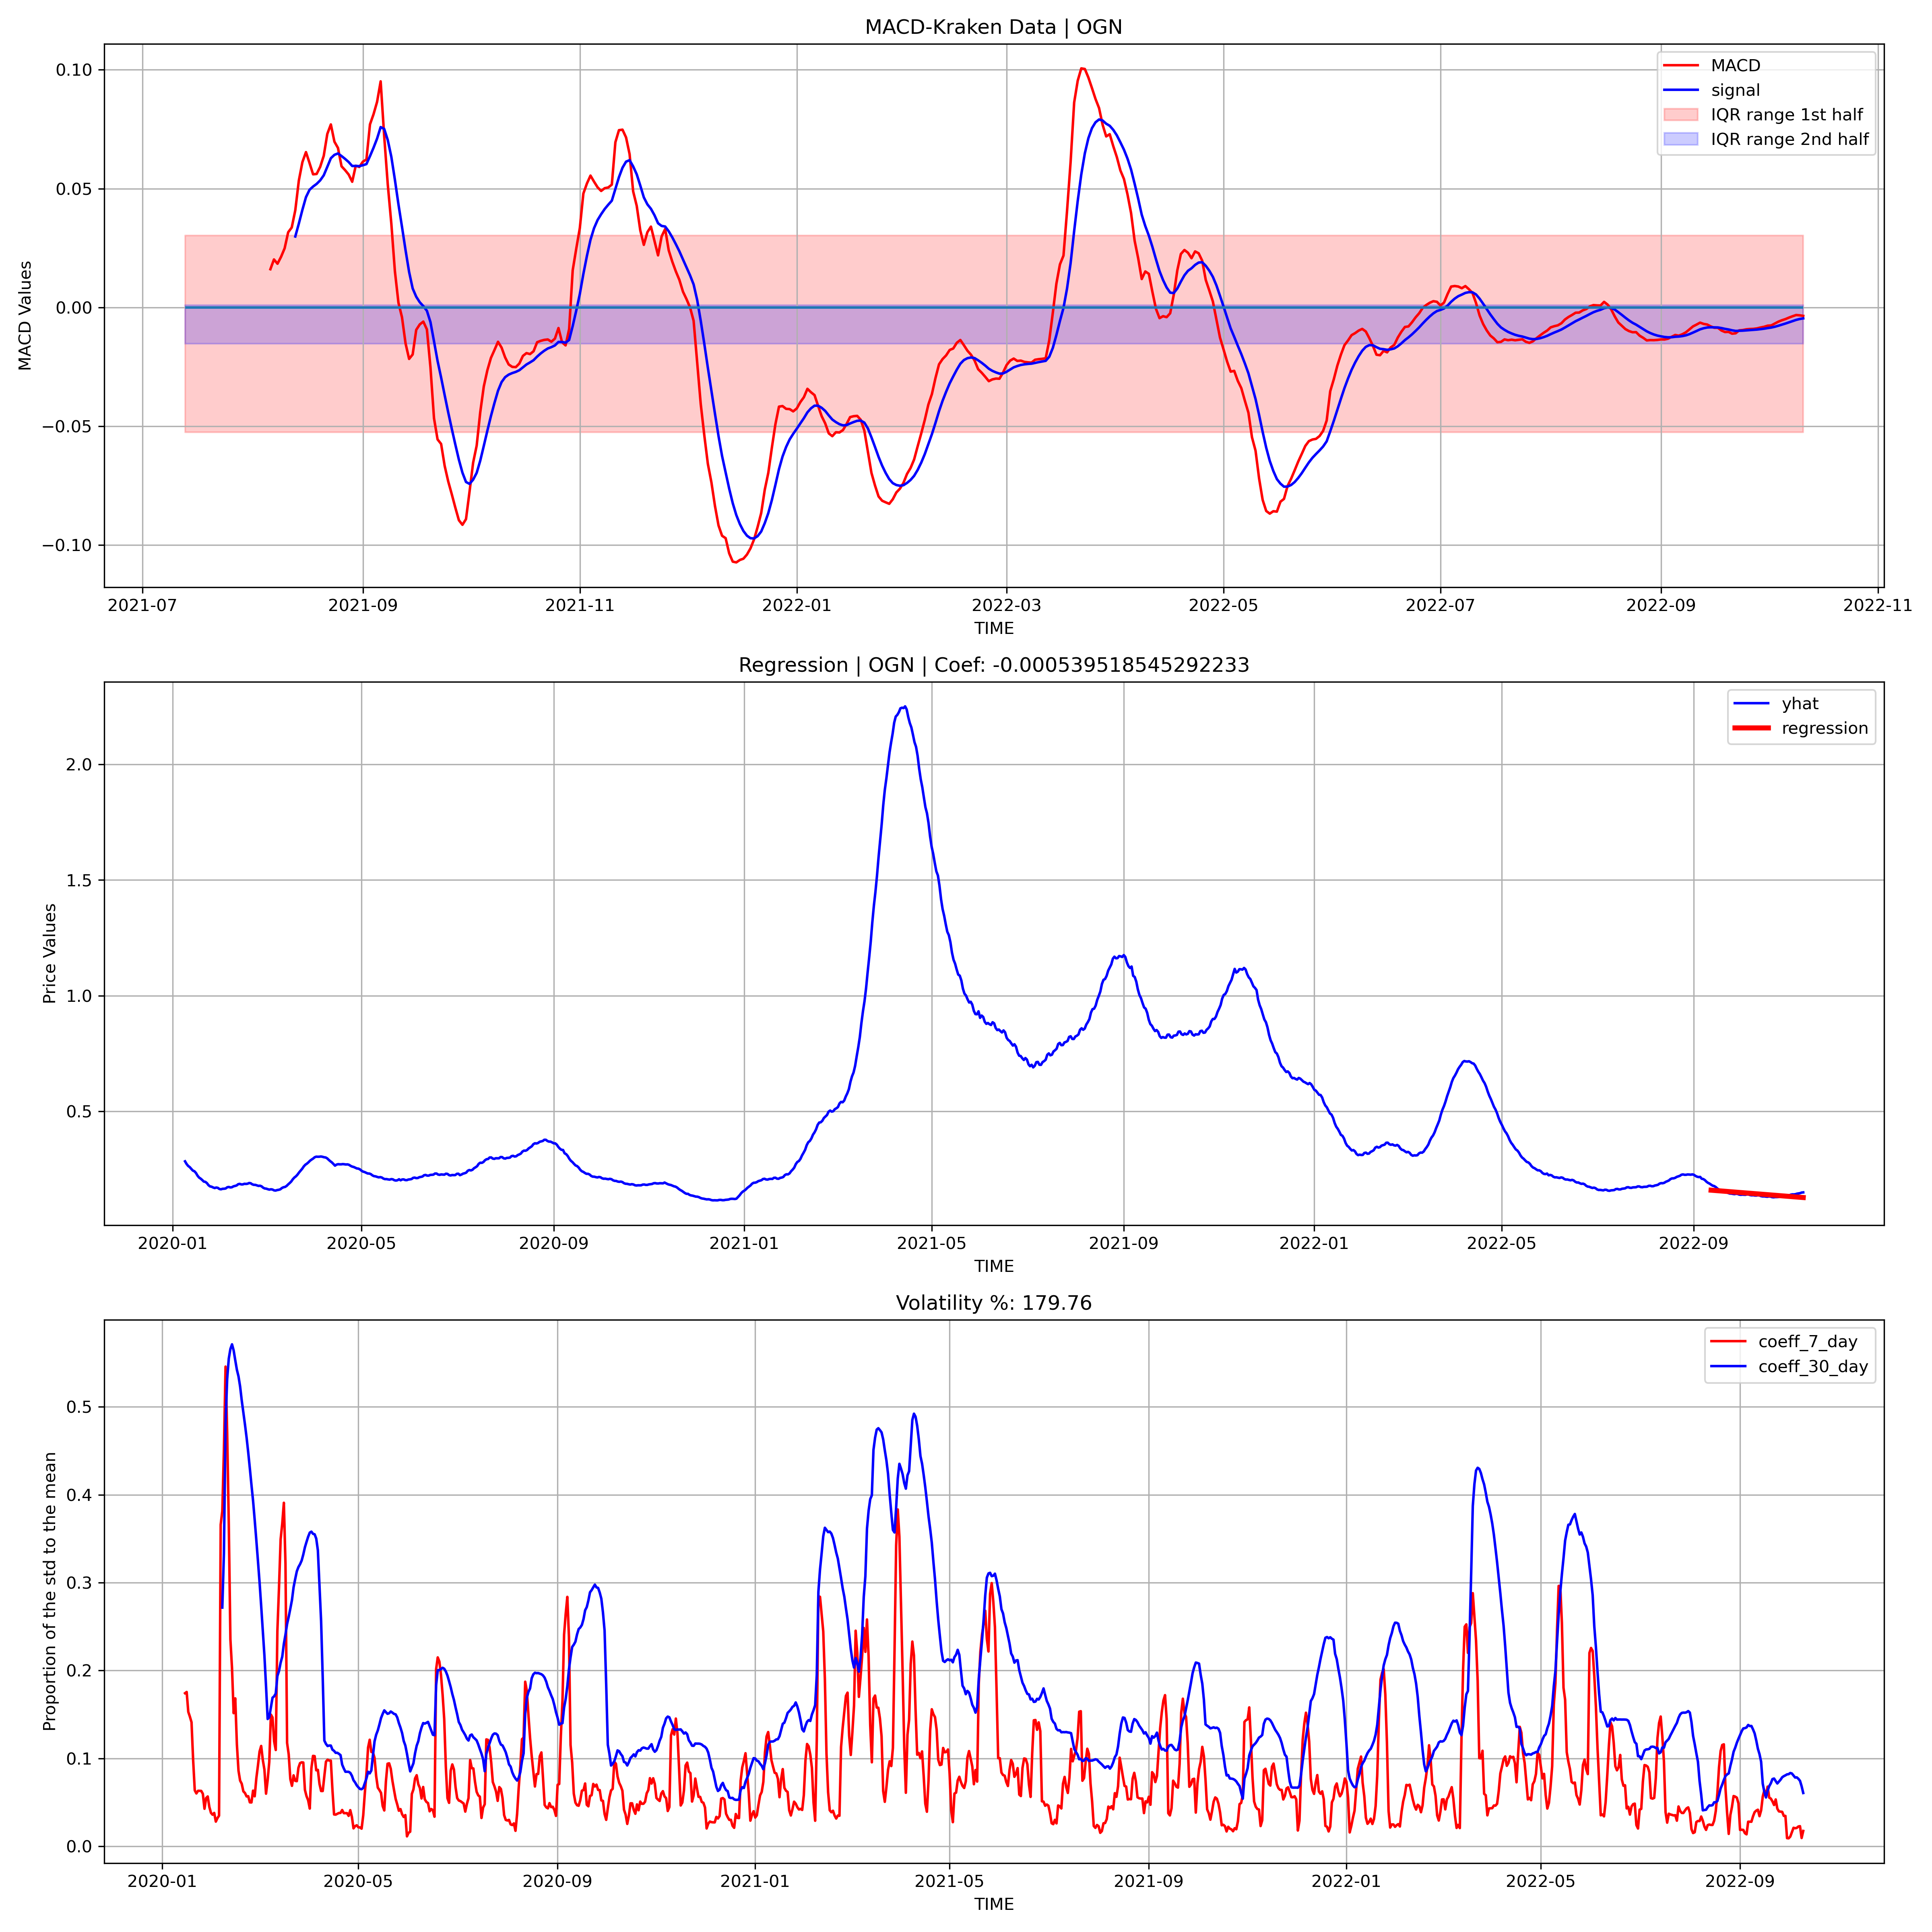 MACD-Kraken Data | OGN
MACD
signal
IQR range 1st half
IQR range 2nd half
MACD Values
0.10
0.05
0.00
−0.05
−0.10
2021-07 2021-09 2021-11 2022-01 2022-03 2022-05 2022-07 2022-09 2022-11
TIME
Regression | OGN | Coef: -0.000539518545292233
yhat
regression
Price Values
2.0
1.5
1.0
0.5
2020-01 2020-05 2020-09 2021-01 2021-05 2021-09 2022-01 2022-05 2022-09
TIME
Volatility %: 179.76
coeff_7_day
coeff_30_day
Proportion of the std to the mean
0.5
0.4
0.3
0.2
0.1
0.0
2020-01 2020-05 2020-09 2021-01 2021-05 2021-09 2022-01 2022-05 2022-09
TIME